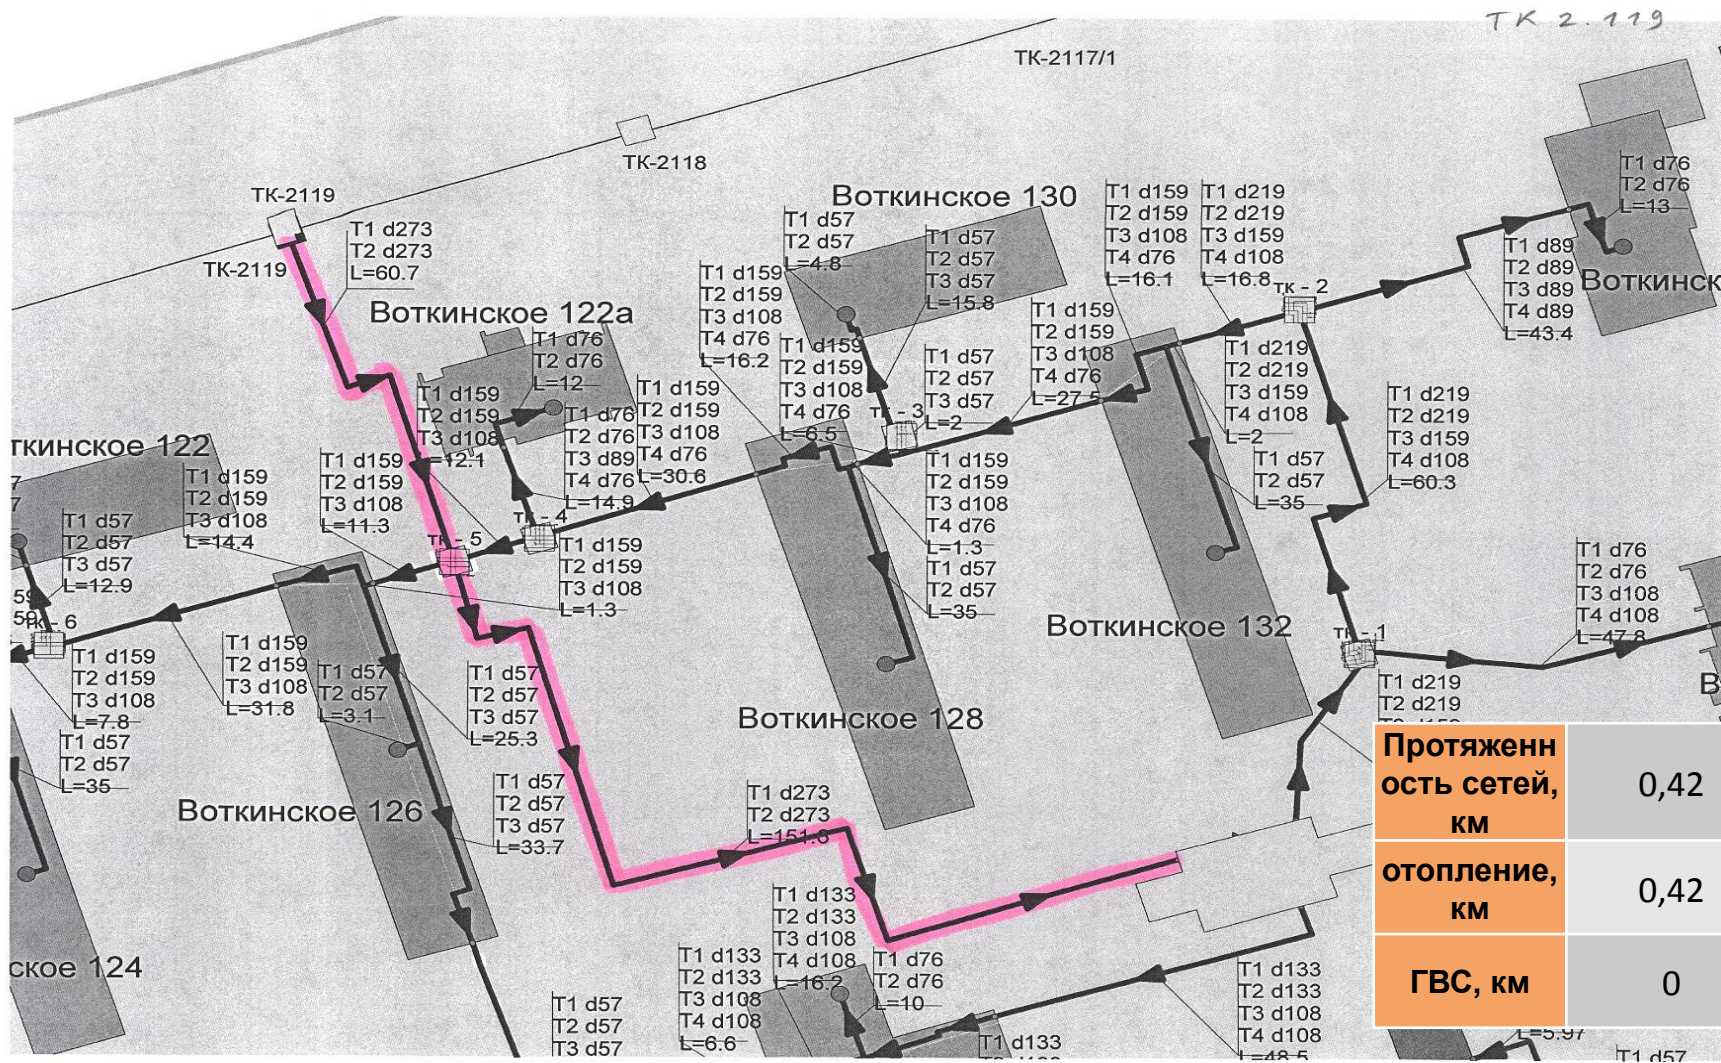 ТК 2.119
ТК-2117/1
ТК-2118
ТК-2119
ТК-2119
T1 d273
T2 d273
L=60.7
Воткинское 122а
T1 d76
T2 d76
L=12
Воткинское 130
T1 d57
T2 d57
L=4.8
T1 d57
T2 d57
T3 d57
L=15.8
T1 d159
T2 d159
T3 d108
T4 d76
L=16.1
T1 d219
T2 d219
T3 d159
T4 d108
L=16.8
тк - 2
T1 d76
T2 d76
L=13
T1 d89
T2 d89
T3 d89
T4 d89
L=43.4
Воткинск
T1 d159
T2 d159
T3 d108
T4 d76
L=16.2
T1 d159
T2 d159
T3 d108
T4 d76
L=6.5
T1 d57
T2 d57
T3 d57
L=2
тк - 3
T1 d159
T2 d159
T3 d108
T4 d76
L=27.5
T1 d219
T2 d219
T3 d159
T4 d108
L=2
T1 d57
T2 d57
L=35
T1 d219
T2 d219
T3 d159
T4 d108
L=60.3
T1 d159
T2 d159
T3 d108
L=12.1
T1 d76
T2 d76
T3 d89
T4 d76
L=14.9
T1 d159
T2 d159
T3 d108
T4 d76
L=30.6
ткинское 122
T1 d159
T2 d159
T3 d108
L=14.4
T1 d159
T2 d159
T3 d108
L=11.3
тк - 5
тк - 4
T1 d159
T2 d159
T3 d108
L=1.3
T1 d159
T2 d159
T3 d108
T4 d76
L=1.3
T1 d57
T2 d57
L=35
T1 d57
T2 d57
T3 d57
L=12.9
тк - 6
T1 d159
T2 d159
T3 d108
L=7.8
T1 d57
T2 d57
L=35
T1 d159
T2 d159
T3 d108
L=31.8
T1 d57
T2 d57
L=3.1
T1 d57
T2 d57
T3 d57
L=25.3
T1 d57
T2 d57
T3 d57
L=33.7
Воткинское 126
Воткинское 128
Воткинское 132
тк - 1
T1 d76
T2 d76
T3 d108
T4 d108
L=47.8
T1 d219
T2 d219
В
T1 d273
T2 d273
L=151.8
T1 d133
T2 d133
T3 d108
T4 d108
L=16.2
T1 d76
T2 d76
L=10
T1 d133
T2 d133
T3 d108
T4 d108
L=6.6
ское 124
T1 d57
T2 d57
T3 d57
T1 d133
T1 d133
T2 d133
T3 d108
T4 d108
L=48.5
L=5.97
T1 d57
Протяженн
ость сетей,
км
0,42
отопление,
км
0,42
ГВС, км
0